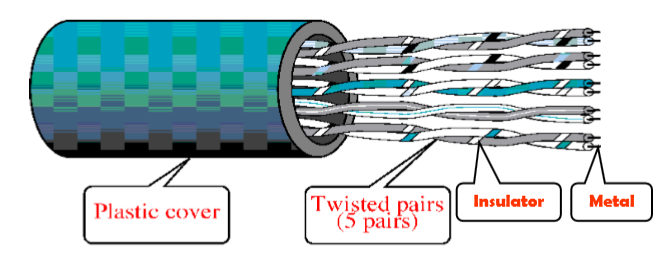 Plastic cover
Twisted pairs
(5 pairs)
Insulator
Metal